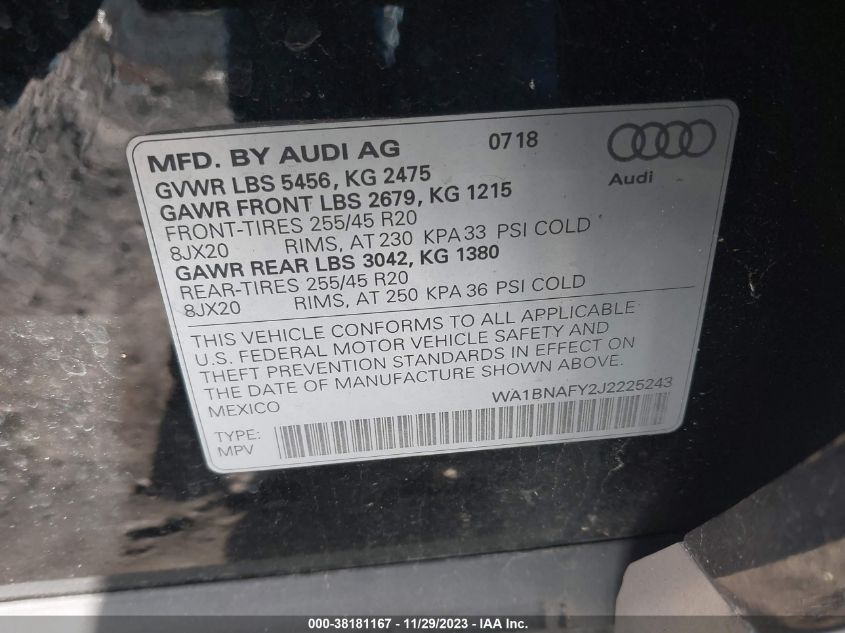 MFD. BY AUDI AG 0718
GVWR LBS 5456, KG 2475
GAWR FRONT LBS 2679, KG 1215
FRONT-TIRES 255/45 R20
8JX20 RIMS, AT 230 KPA 33 PSI COLD
GAWR REAR LBS 3042, KG 1380
REAR-TIRES 255/45 R20
8JX20 RIMS, AT 250 KPA 36 PSI COLD
Audi
THIS VEHICLE CONFORMS TO ALL APPLICABLE
U.S. FEDERAL MOTOR VEHICLE SAFETY AND
THEFT PREVENTION STANDARDS IN EFFECT ON
THE DATE OF MANUFACTURE SHOWN ABOVE.
MEXICO WA1BNAFY2J2225243
TYPE:
MPV
000-38181167 - 11/29/2023 - IAA Inc.